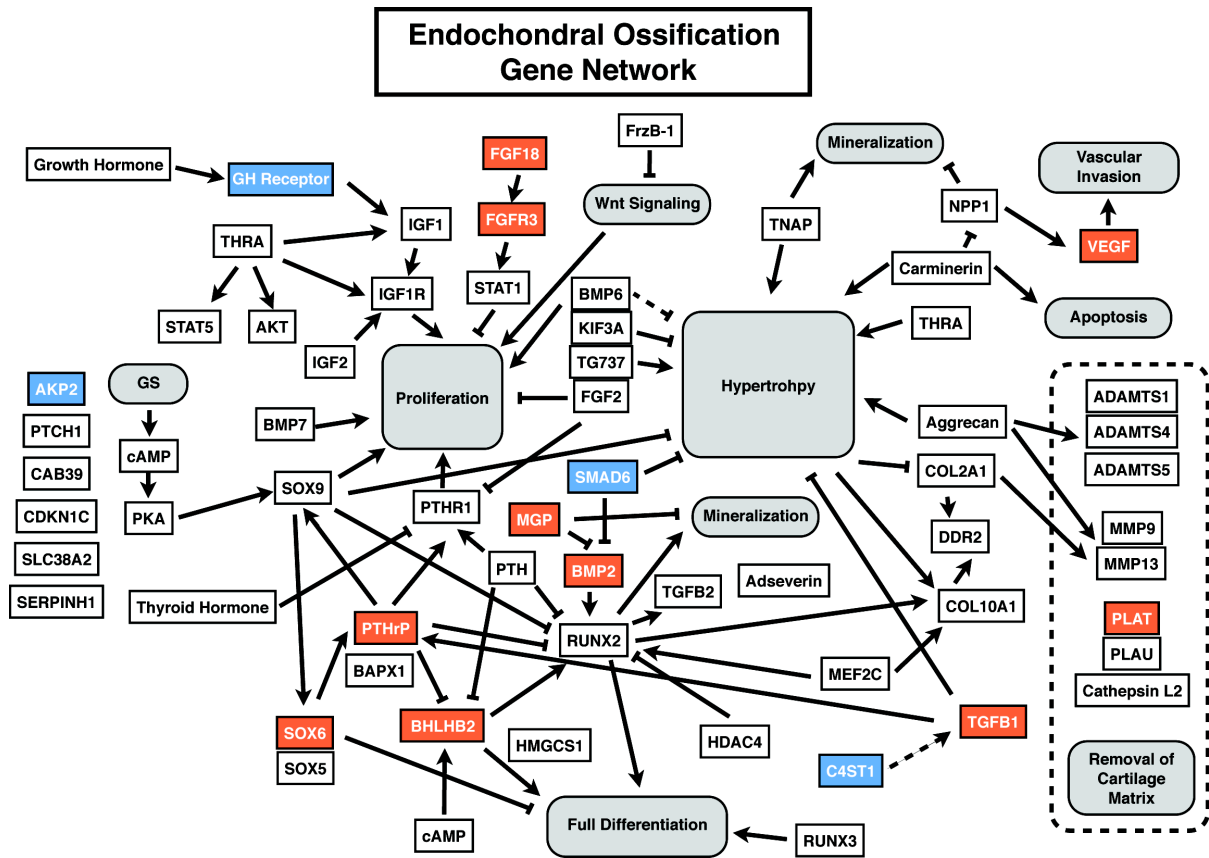 Endochondral Ossification
Gene Network
FrzB-1
Mineralization
Growth Hormone
GH Receptor
FGF18
Vascular
Invasion
Wnt Signaling
NPP1
FGFR3
IGF1
TNAP
THRA
VEGF
Carminerin
STAT1
IGF1R
BMP6
STAT5
AKT
KIF3A
THRA
Apoptosis
IGF2
TG737
GS
AKP2
Proliferation
FGF2
Hypertrohpy
ADAMTS1
BMP7
Aggrecan
ADAMTS4
PTCH1
cAMP
CAB39
COL2A1
ADAMTS5
SOX9
SMAD6
PTHR1
CDKN1C
PKA
MGP
Mineralization
MMP9
DDR2
SLC38A2
PTH
BMP2
MMP13
Adseverin
TGFB2
SERPINH1
Thyroid Hormone
COL10A1
PTHrP
RUNX2
PLAT
BAPX1
MEF2C
PLAU
Cathepsin L2
SOX6
BHLHB2
TGFB1
HMGCS1
HDAC4
SOX5
C4ST1
Removal of
Cartilage
Matrix
cAMP
Full Differentiation
RUNX3